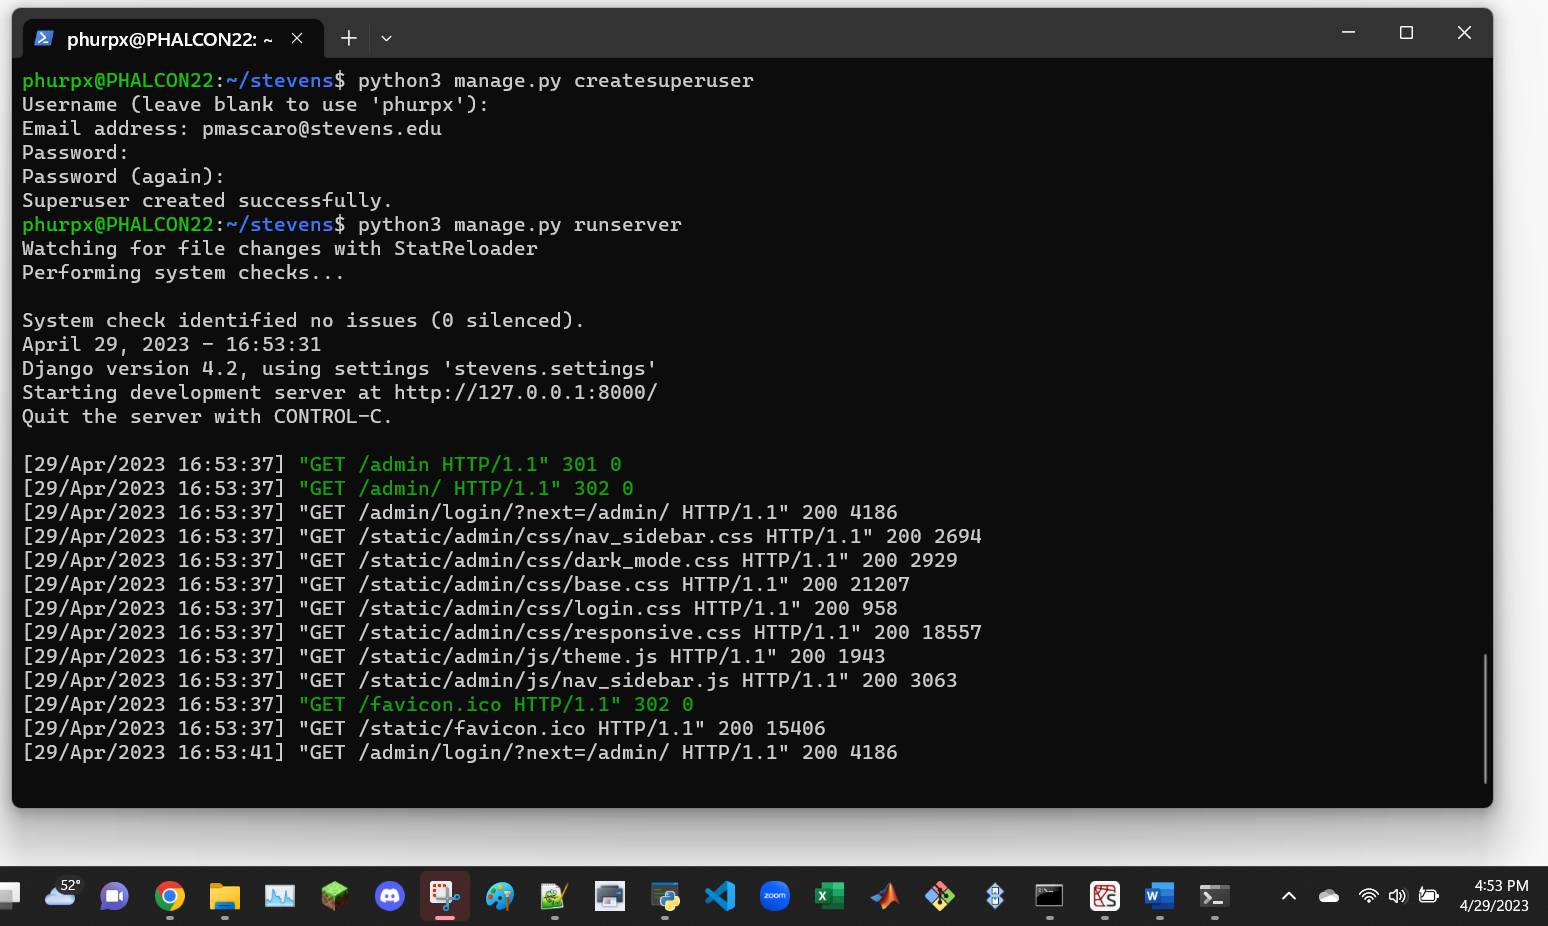 phurpx@PHALCON22: ~
phurpx@PHALCON22:~/stevens$ python3 manage.py createsuperuser
Username (leave blank to use 'phurpx'):
Email address: pmascaro@stevens.edu
Password:
Password (again):
Superuser created successfully.
phurpx@PHALCON22:~/stevens$ python3 manage.py runserver
Watching for file changes with StatReloader
Performing system checks...
System check identified no issues (0 silenced).
April 29, 2023 - 16:53:31
Django version 4.2, using settings 'stevens.settings'
Starting development server at http://127.0.0.1:8000/
Quit the server with CONTROL-C.
[29/Apr/2023 16:53:37] "GET /admin HTTP/1.1" 301 0
[29/Apr/2023 16:53:37] "GET /admin/ HTTP/1.1" 302 0
[29/Apr/2023 16:53:37] "GET /admin/login/?next=/admin/ HTTP/1.1" 200 4186
[29/Apr/2023 16:53:37] "GET /static/admin/css/nav_sidebar.css HTTP/1.1" 200 2694
[29/Apr/2023 16:53:37] "GET /static/admin/css/dark_mode.css HTTP/1.1" 200 2929
[29/Apr/2023 16:53:37] "GET /static/admin/css/base.css HTTP/1.1" 200 21207
[29/Apr/2023 16:53:37] "GET /static/admin/css/login.css HTTP/1.1" 200 958
[29/Apr/2023 16:53:37] "GET /static/admin/css/responsive.css HTTP/1.1" 200 18557
[29/Apr/2023 16:53:37] "GET /static/admin/js/theme.js HTTP/1.1" 200 1943
[29/Apr/2023 16:53:37] "GET /static/admin/js/nav_sidebar.js HTTP/1.1" 200 3063
[29/Apr/2023 16:53:37] "GET /favicon.ico HTTP/1.1" 302 0
[29/Apr/2023 16:53:37] "GET /static/favicon.ico HTTP/1.1" 200 15406
[29/Apr/2023 16:53:41] "GET /admin/login/?next=/admin/ HTTP/1.1" 200 4186
52°
zoom
4:53 PM
4/29/2023